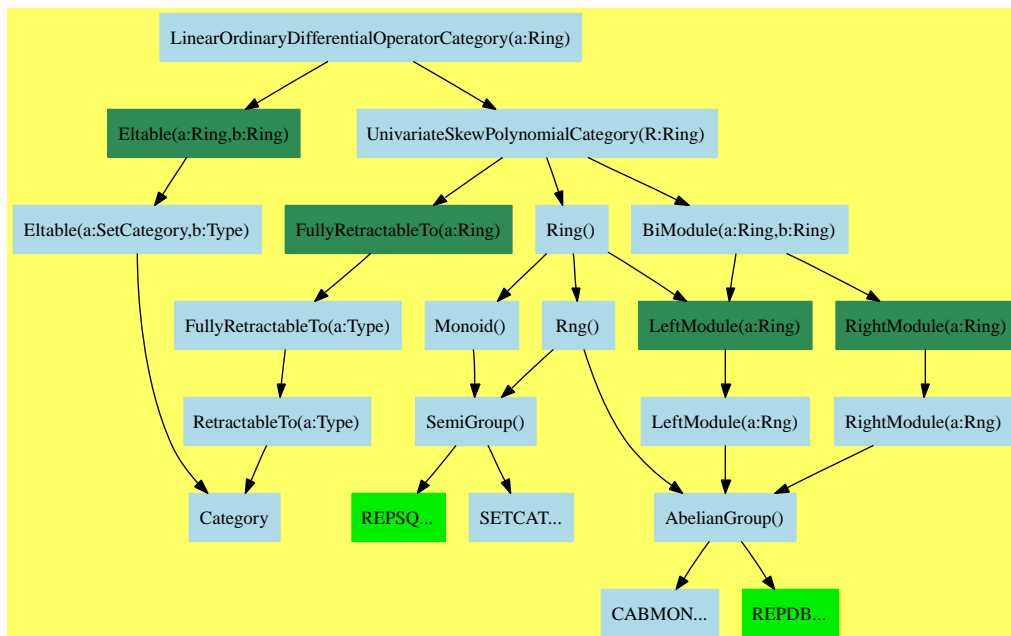 LinearOrdinaryDifferentialOperatorCategory(a:Ring)
Eltable(a:Ring,b:Ring)
UnivariateSkewPolynomialCategory(R:Ring)
Eltable(a:SetCategory,b:Type)
FullyRetractableTo(a:Ring)
Ring()
BiModule(a:Ring,b:Ring)
FullyRetractableTo(a:Type)
Monoid()
Rng()
LeftModule(a:Ring)
RightModule(a:Ring)
RetractableTo(a:Type)
SemiGroup()
LeftModule(a:Rng)
RightModule(a:Rng)
Category
REPSQ...
SETCAT...
AbelianGroup()
CABMON...
REPDB...